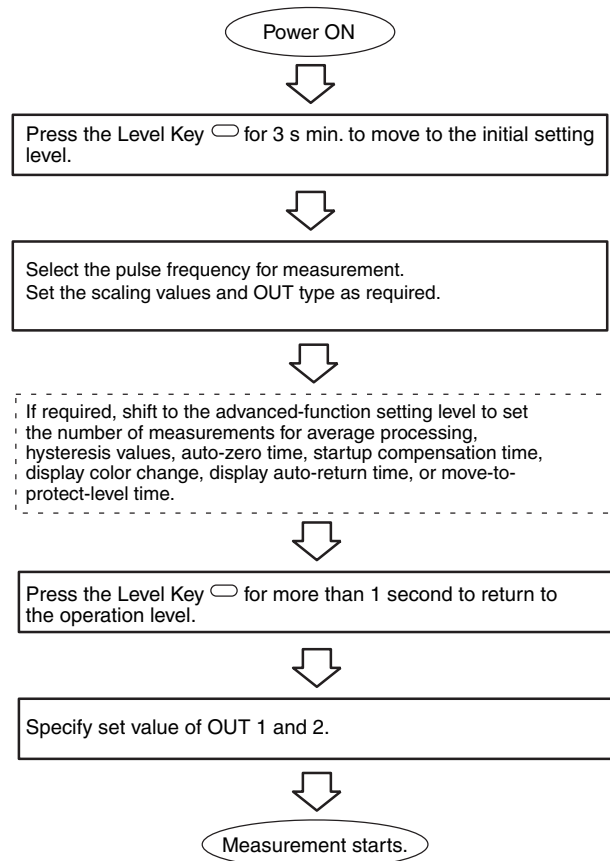 Power ON
Press the Level Key for 3 s min. to move to the initial setting
level.
Select the pulse frequency for measurement.
Set the scaling values and OUT type as required.
If required, shift to the advanced-function setting level to set
the number of measurements for average processing,
hysteresis values, auto-zero time, startup compensation time,
display color change, display auto-return time, or move-to-
protect-level time.
Press the Level Key for more than 1 second to return to
the operation level.
Specify set value of OUT 1 and 2.
Measurement starts.